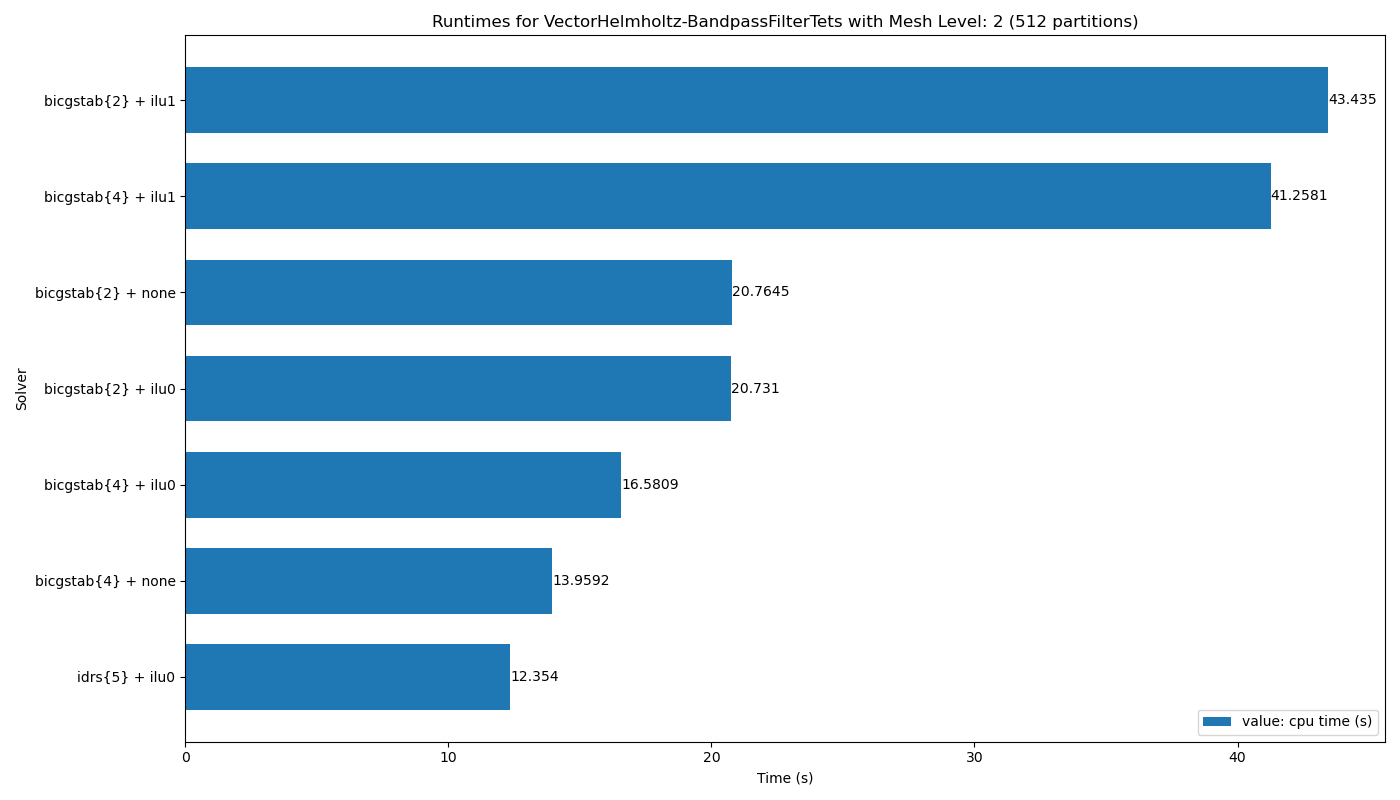 Runtimes for VectorHelmholtz-BandpassFilterTets with Mesh Level: 2 (512 partitions)
bicgstab{2} + ilu1
43.435
bicgstab{4} + ilu1
41.2581
bicgstab{2} + none
20.7645
bicgstab{2} + ilu0
20.731
bicgstab{4} + ilu0
16.5809
bicgstab{4} + none
13.9592
idrs{5} + ilu0
12.354
Solver
value: cpu time (s)
0 10 20 30 40
Time (s)